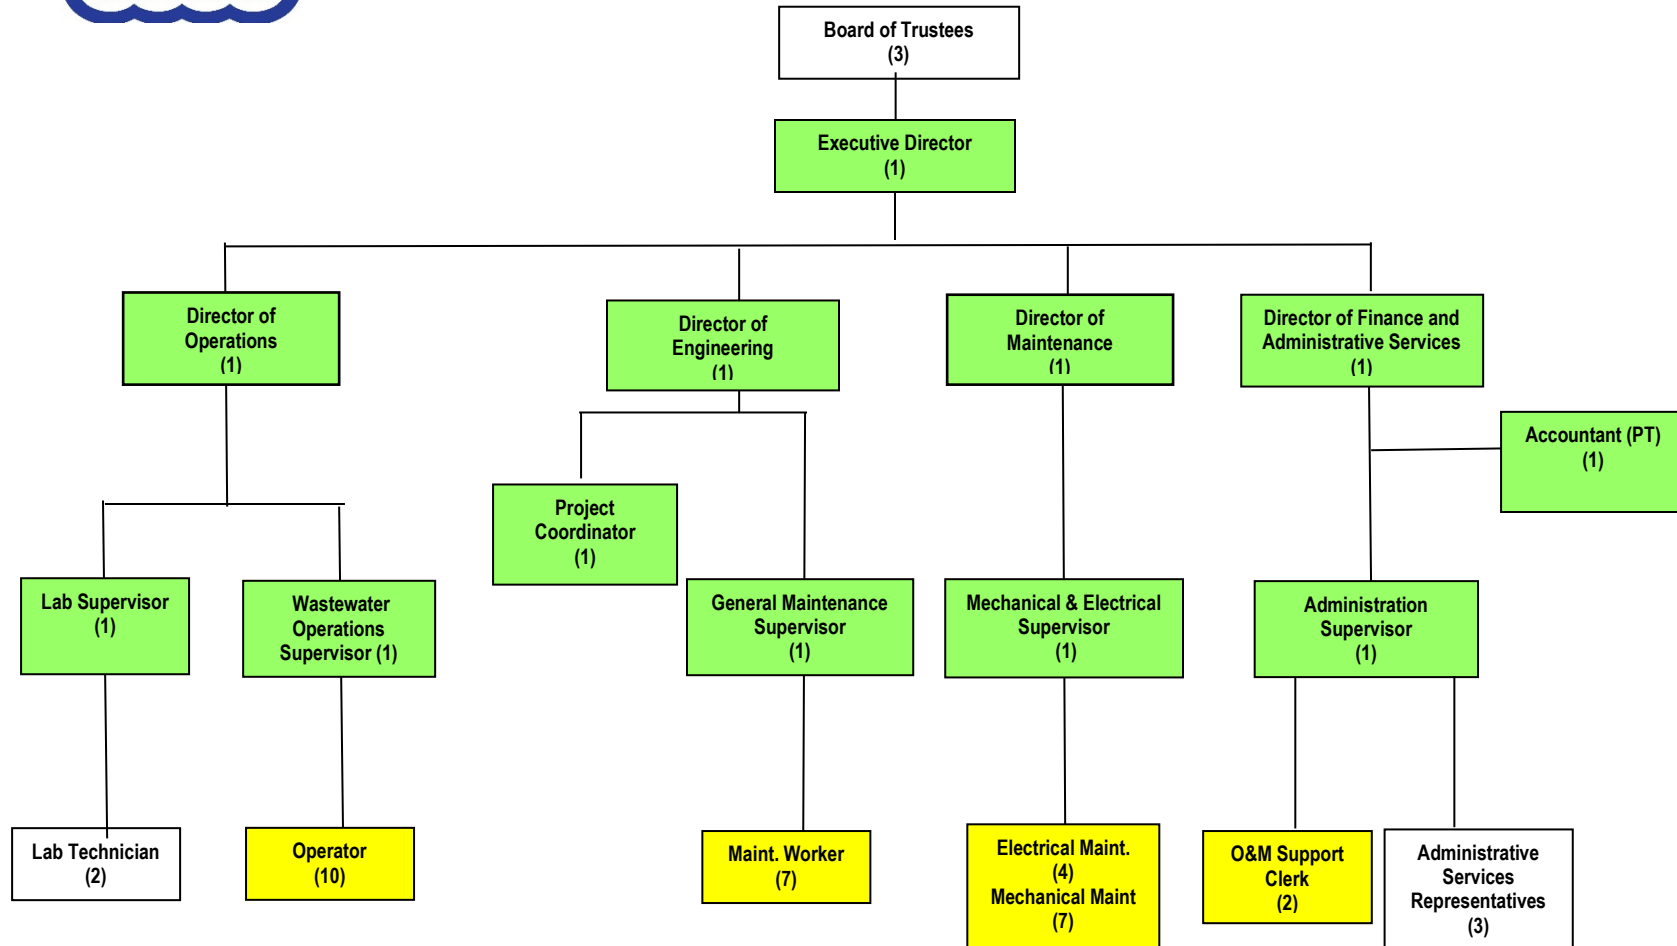 Board of Trustees
(3)
Executive Director
(1)
Director of
Operations
(1)
Director of
Engineering
(1)
Director of
Maintenance
(1)
Director of Finance and
Administrative Services
(1)
Accountant (PT)
(1)
Project
Coordinator
(1)
Lab Supervisor
(1)
Wastewater
Operations
Supervisor (1)
General Maintenance
Supervisor
(1)
Mechanical & Electrical
Supervisor
(1)
Administration
Supervisor
(1)
Lab Technician
(2)
Operator
(10)
Maint. Worker
(7)
Electrical Maint.
(4)
Mechanical Maint
(7)
O&M Support
Clerk
(2)
Administrative
Services
Representatives
(3)